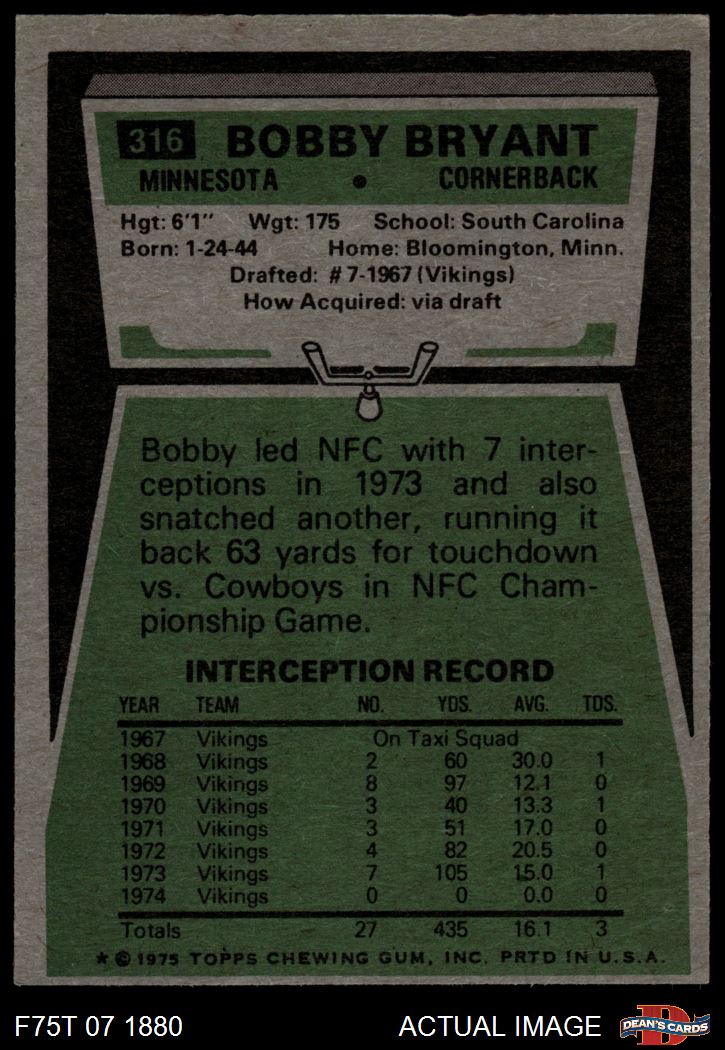 316 BOBBY BRYANT
MINNESOTA • CORNERBACK
Hgt: 6'1" Wgt: 175 School: South Carolina
Born: 1-24-44 Home: Bloomington, Minn.
Drafted: #7-1967 (Vikings)
How Acquired: via draft
Bobby led NFC with 7 inter-
ceptions in 1973 and also
snatched another, running it
back 63 yards for touchdown
vs. Cowboys in NFC Cham-
pionship Game.
INTERCEPTION RECORD
YEAR TEAM NO. YDS. AVG. TDS.
1967 Vikings On Taxi Squad
1968 Vikings 2 60 30.0 1
1969 Vikings 8 97 12.1 0
1970 Vikings 3 40 13.3 1
1971 Vikings 3 51 17.0 0
1972 Vikings 4 82 20.5 0
1973 Vikings 7 105 15.0 1
1974 Vikings 0 0 0.0 0
Totals 27 435 16.1 3
★ © 1975 TOPPS CHEWING GUM, INC. PRTD IN U.S.A.
F75T 07 1880 ACTUAL IMAGE D DEAN'S CARDS